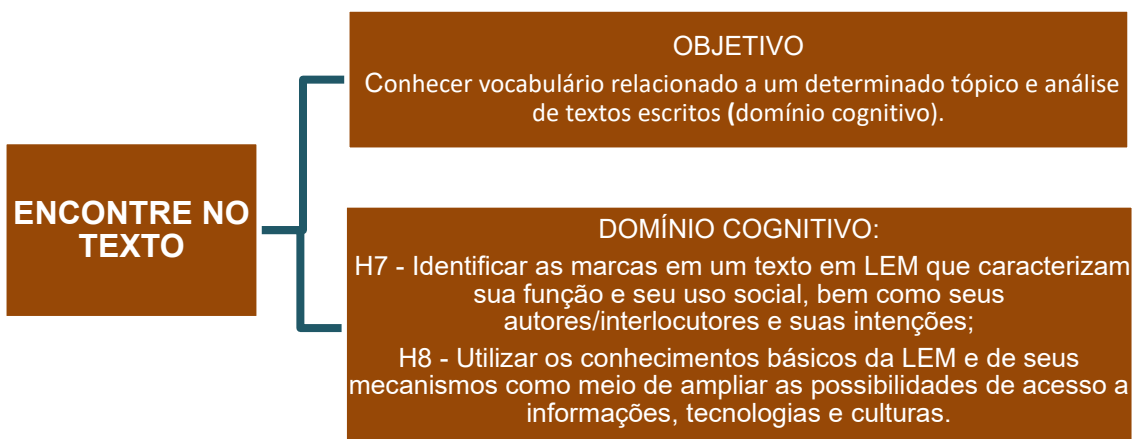 OBJETIVO
Conhecer vocabulário relacionado a um determinado tópico e análise
de textos escritos (domínio cognitivo).
ENCONTRE NO
TEXTO
DOMÍNIO COGNITIVO:
H7 - Identificar as marcas em um texto em LEM que caracterizam
sua função e seu uso social, bem como seus
autores/interlocutores e suas intenções;
H8 - Utilizar os conhecimentos básicos da LEM e de seus
mecanismos como meio de ampliar as possibilidades de acesso a
informações, tecnologias e culturas.